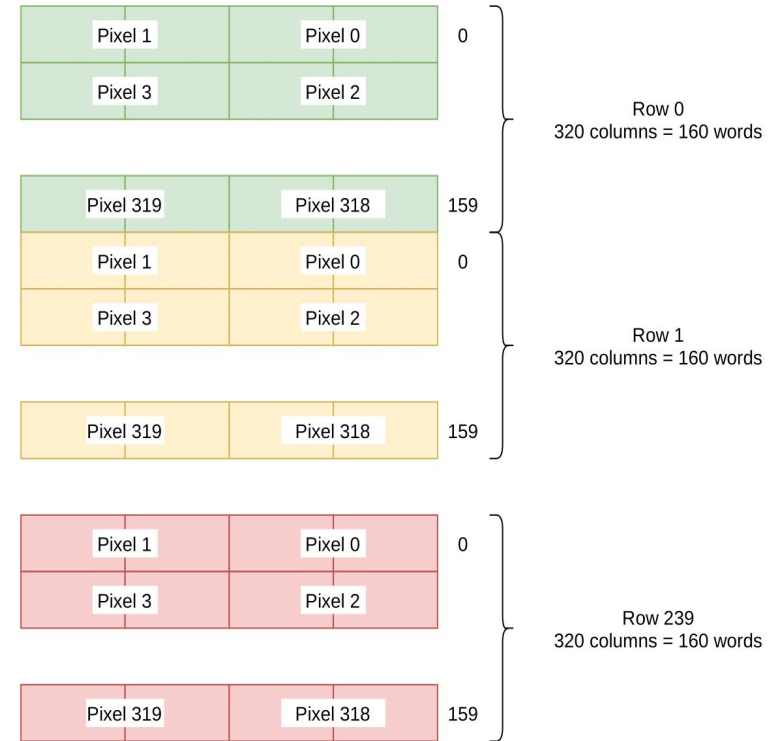 Pixel 1 Pixel 0 0
Pixel 3 Pixel 2
Row 0
320 columns = 160 words
Pixel 319 Pixel 318 159
Pixel 1 Pixel 0 0
Pixel 3 Pixel 2
Row 1
320 columns = 160 words
Pixel 319 Pixel 318 159
Pixel 1 Pixel 0 0
Pixel 3 Pixel 2
Row 239
320 columns = 160 words
Pixel 319 Pixel 318 159